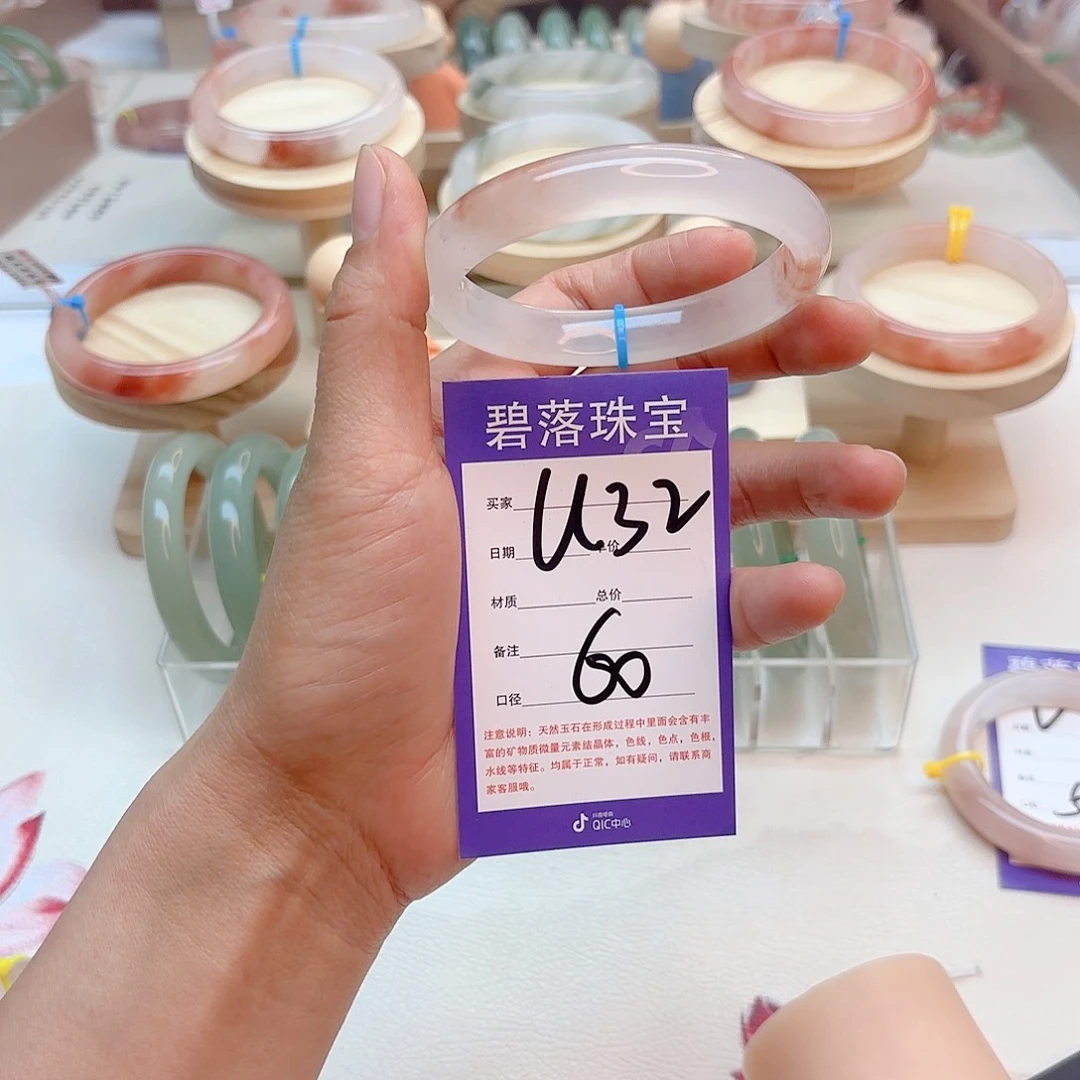 碧落珠宝
买家 U32
日期 单价
材质 总价
备注 60
口径
注意说明：天然玉石在形成过程中里面会含有丰
富的矿物质微量元素结晶体，色线，色点，色根，
水线等特征。均属于正常，如有疑问，请联系商
家客服哦。
抖音电商
QIC中心